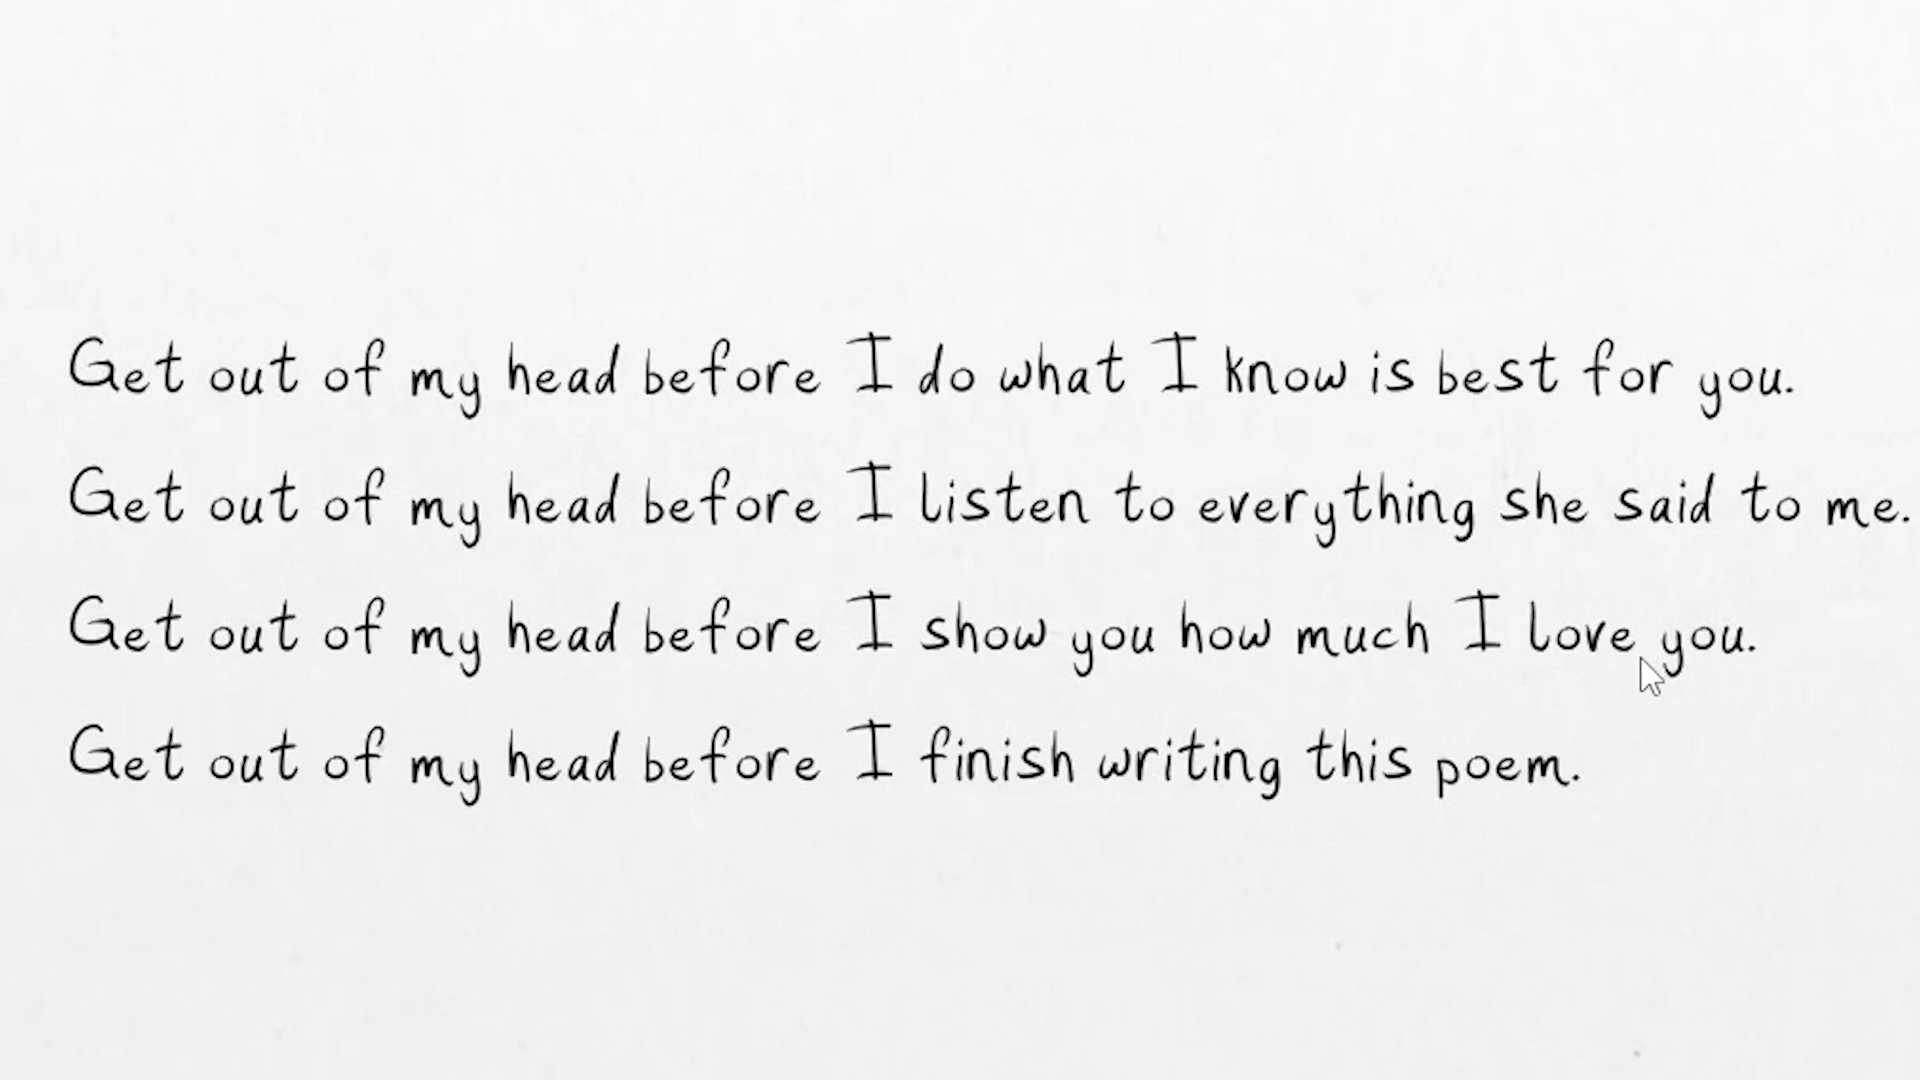 Get out of my head before I do what I know is best for you.
Get out of my head before I listen to everything she said to me.
Get out of my head before I show you how much I love you.
Get out of my head before I finish writing this poem.